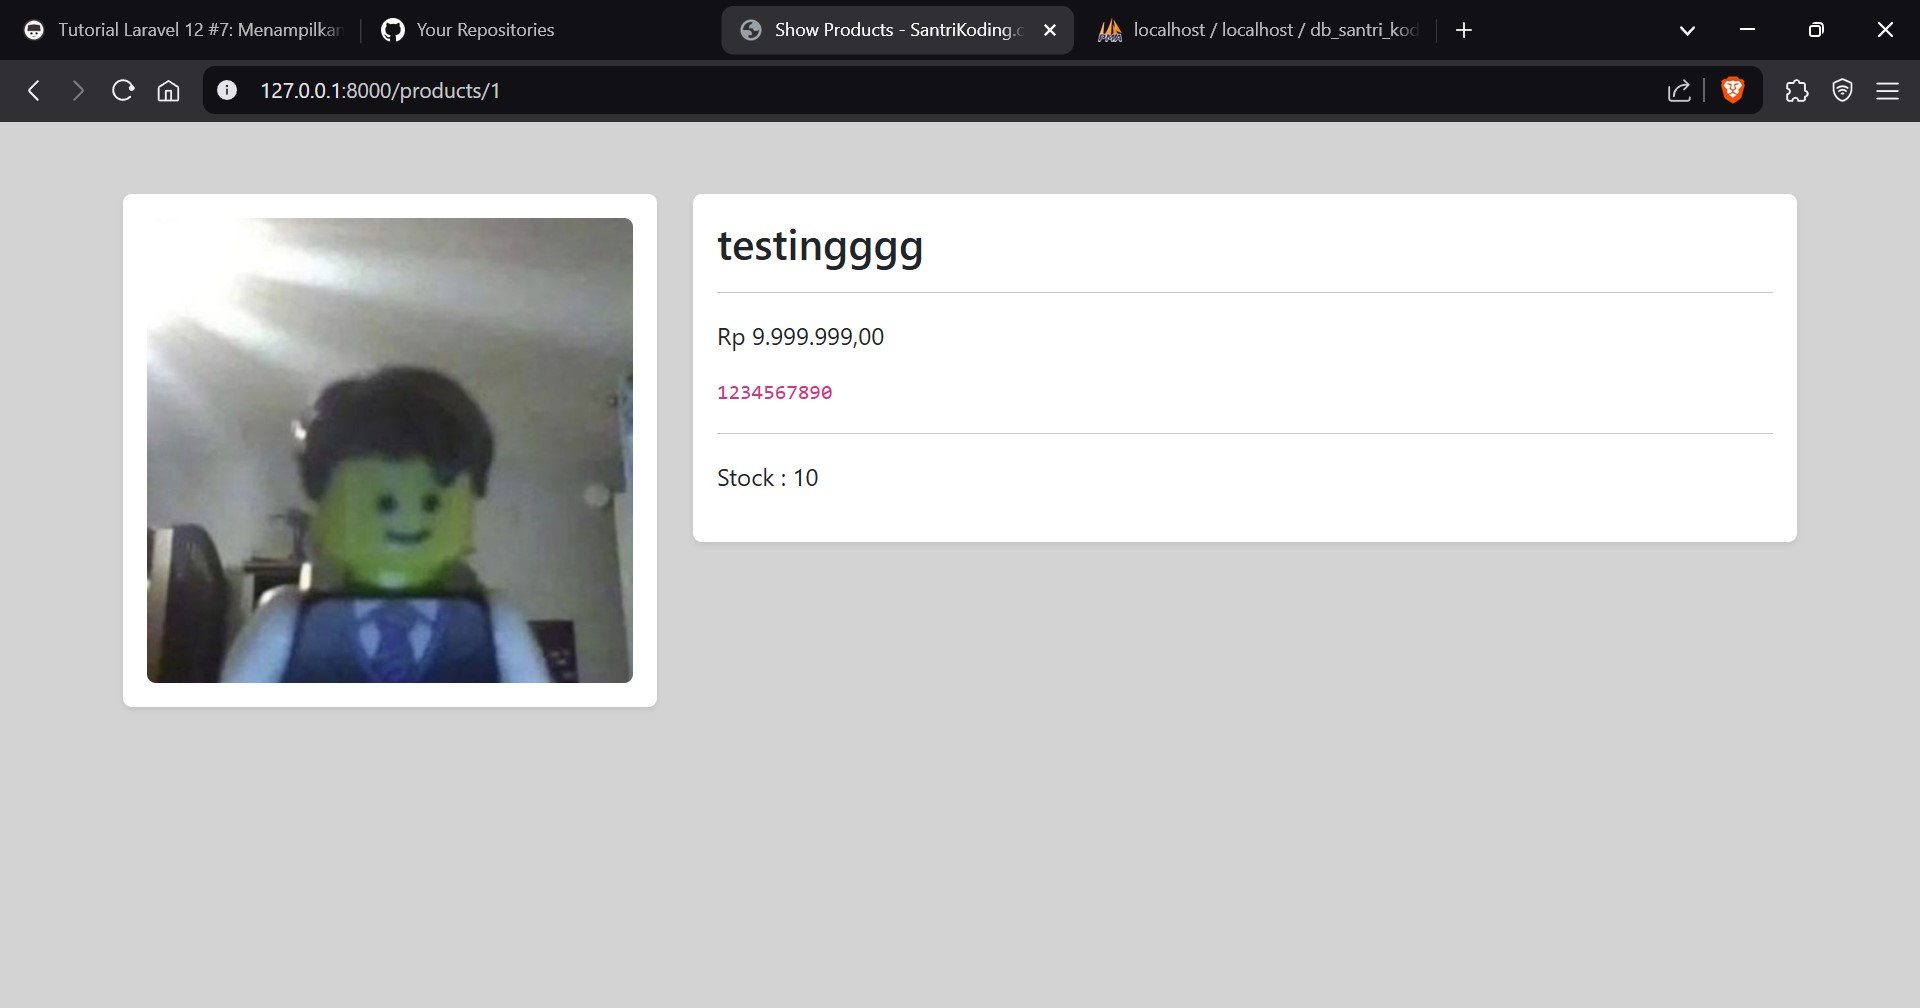 Tutorial Laravel 12 #7: Menampilkan
Your Repositories
Show Products - SantriKoding.c
localhost / localhost / db_santri_kod
127.0.0.1:8000/products/1
testingggg
Rp 9.999.999,00
1234567890
Stock : 10